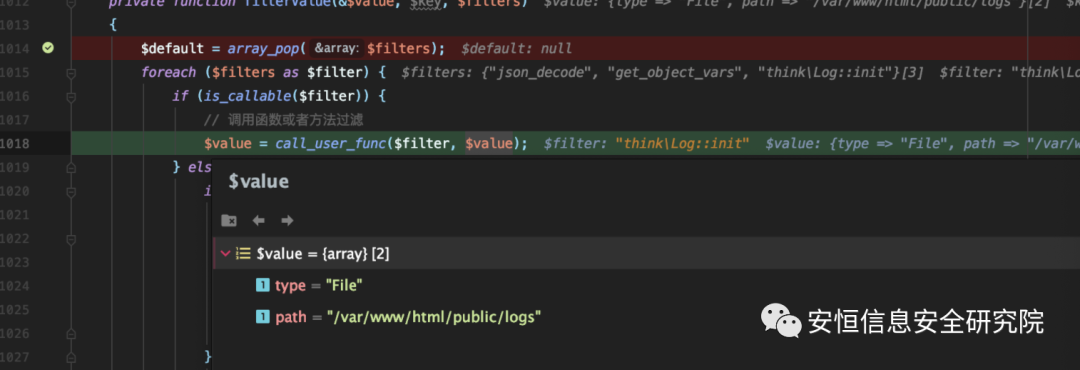 1012 private function filterValue(&$value, $key, $filters) $value: {type => "File", path => "/var/www/html/public/logs"}[2]
1013 {
1014 $default = array_pop( &array: $filters); $default: null
1015 foreach ($filters as $filter) { $filters: {"json_decode", "get_object_vars", "think\Log::init"}[3] $filter: "think\Lo
1016 if (is_callable($filter)) {
1017 // 调用函数或者方法过滤
1018 $value = call_user_func($filter, $value); $filter: "think\Log::init" $value: {type => "File", path => "/var/w
1019 } els
1020 i
1021
1022
1023
1024
1025
1026
1027 }
$value
$value = {array} [2]
1 type = "File"
1 path = "/var/www/html/public/logs"
安恒信息安全研究院